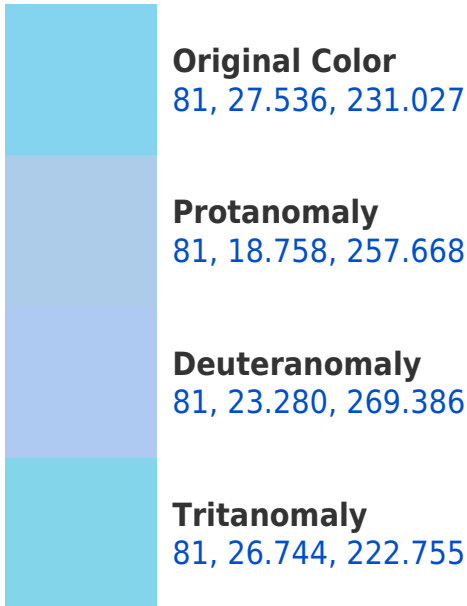 Original Color
81, 27.536, 231.027
Protanomaly
81, 18.758, 257.668
Deuteranomaly
81, 23.280, 269.386
Tritanomaly
81, 26.744, 222.755